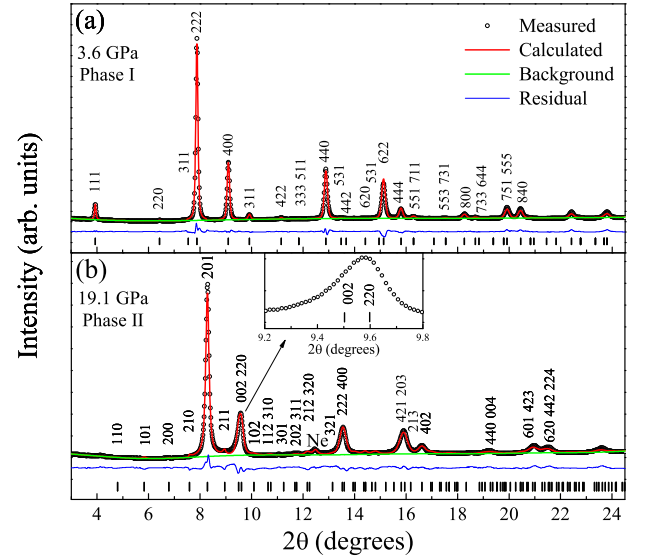 (a)
3.6 GPa
Phase I
Measured
Calculated
Background
Residual
111
220
311
222
400
311
422
333 511
440
531
442
620 531
622
444
551 711
553 731
800
733 644
751 555
840
Intensity (arb. units)
(b)
19.1 GPa
Phase II
110
101
200
210
201
211
002 220
102
112 310
301
202 311
212 320
Ne
321
222 400
421 203
213
402
440 004
601 423
620 442 224
002
220
9.2 9.4 9.6 9.8
2θ (degrees)
4 6 8 10 12 14 16 18 20 22 24
2θ (degrees)